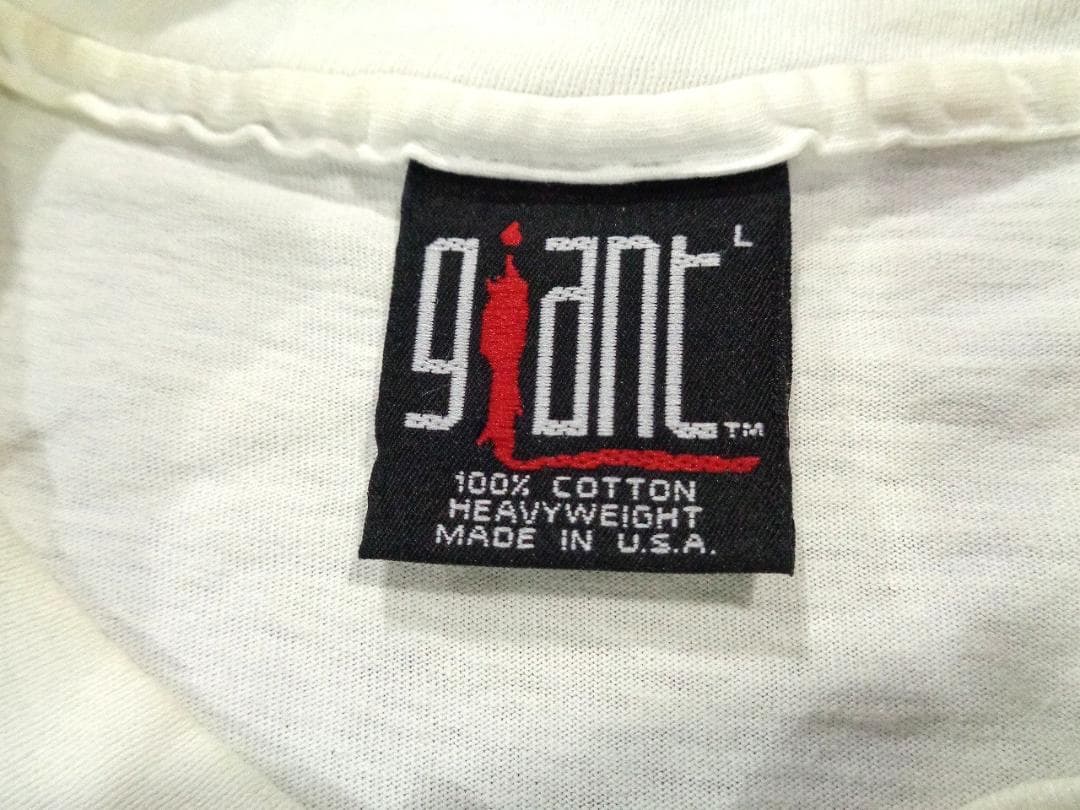 giant L
TM
100% COTTON
HEAVYWEIGHT
MADE IN U.S.A.